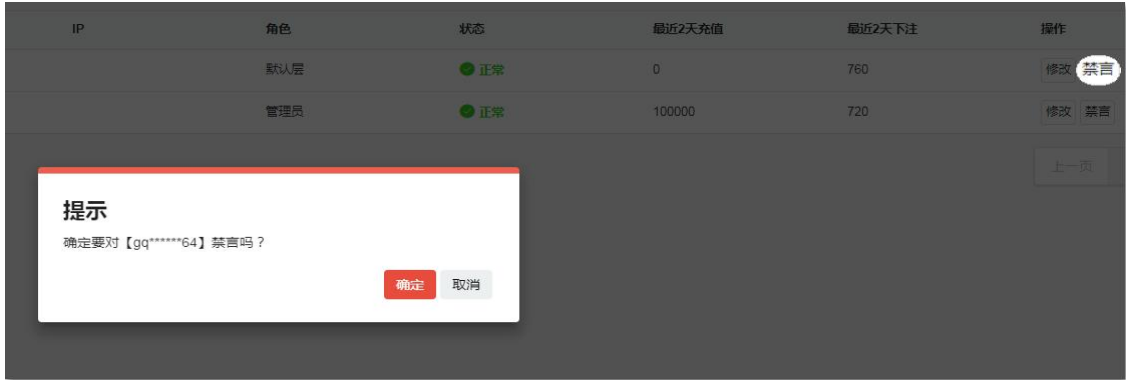 IP 角色 状态 最近2天充值 最近2天下注 操作
默认层 正常 0 760 修改 禁言
管理员 正常 100000 720 修改 禁言
上一页
提示
确定要对【gq******64】禁言吗？
确定 取消